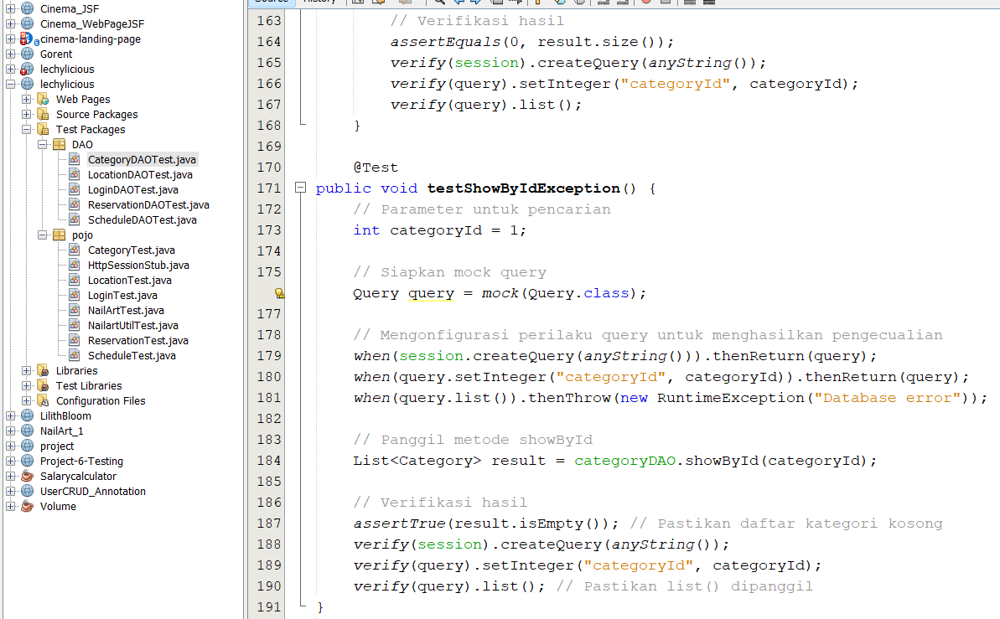 Cinema_JSF
Cinema_WebPageJSF
cinema-landing-page
Gorent
lechylicious
lechylicious
Web Pages
Source Packages
Test Packages
DAO
CategoryDAOTest.java
LocationDAOTest.java
LoginDAOTest.java
ReservationDAOTest.java
ScheduleDAOTest.java
pojo
CategoryTest.java
HttpSessionStub.java
LocationTest.java
LoginTest.java
NailArtTest.java
NailartUtilTest.java
ReservationTest.java
ScheduleTest.java
Libraries
Test Libraries
Configuration Files
LilithBloom
NailArt_1
project
Project-6-Testing
Salarycalculator
UserCRUD_Annotation
Volume
Source History
163 // Verifikasi hasil
164 assertEquals(0, result.size());
165 verify(session).createQuery(anyString());
166 verify(query).setInteger("categoryId", categoryId);
167 verify(query).list();
168 }
169
170 @Test
171 public void testShowByIdException() {
172 // Parameter untuk pencarian
173 int categoryId = 1;
174
175 // Siapkan mock query
Query query = mock(Query.class);
177
178 // Mengonfigurasi perilaku query untuk menghasilkan pengecualian
179 when(session.createQuery(anyString())).thenReturn(query);
180 when(query.setInteger("categoryId", categoryId)).thenReturn(query);
181 when(query.list()).thenThrow(new RuntimeException("Database error"));
182
183 // Panggil metode showById
184 List<Category> result = categoryDAO.showById(categoryId);
185
186 // Verifikasi hasil
187 assertTrue(result.isEmpty()); // Pastikan daftar kategori kosong
188 verify(session).createQuery(anyString());
189 verify(query).setInteger("categoryId", categoryId);
190 verify(query).list(); // Pastikan list() dipanggil
191 }